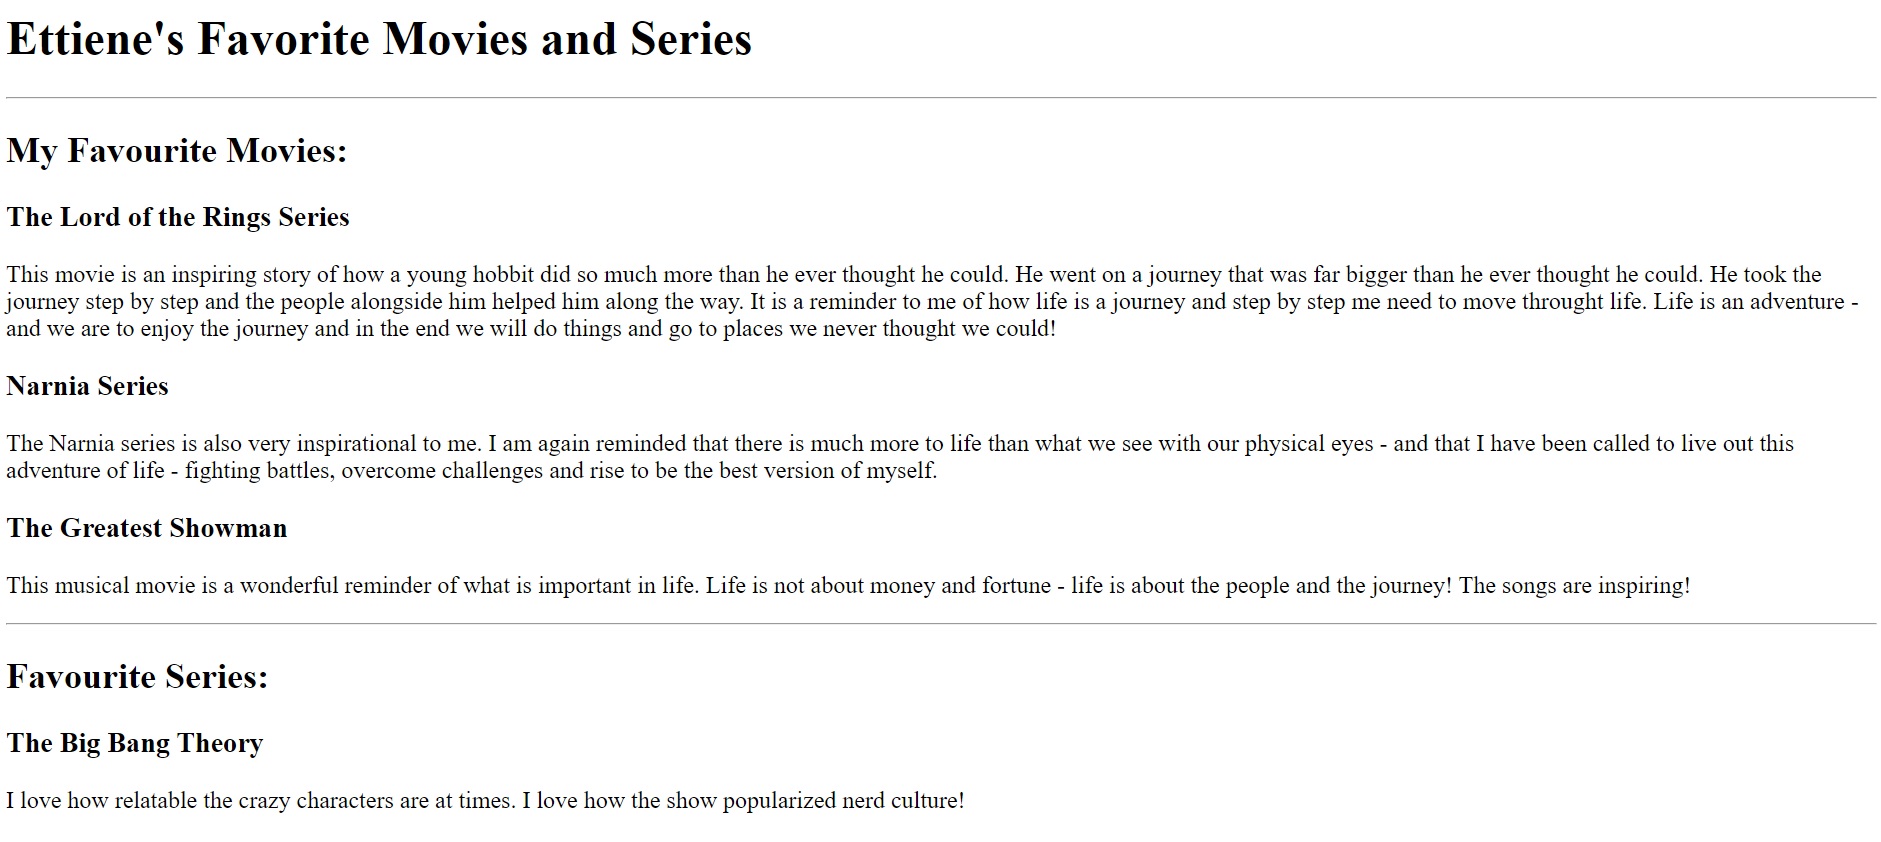 Ettiene's Favorite Movies and Series
My Favourite Movies:
The Lord of the Rings Series
This movie is an inspiring story of how a young hobbit did so much more than he ever thought he could. He went on a journey that was far bigger than he ever thought he could. He took the
journey step by step and the people alongside him helped him along the way. It is a reminder to me of how life is a journey and step by step me need to move throught life. Life is an adventure -
and we are to enjoy the journey and in the end we will do things and go to places we never thought we could!
Narnia Series
The Narnia series is also very inspirational to me. I am again reminded that there is much more to life than what we see with our physical eyes - and that I have been called to live out this
adventure of life - fighting battles, overcome challenges and rise to be the best version of myself.
The Greatest Showman
This musical movie is a wonderful reminder of what is important in life. Life is not about money and fortune - life is about the people and the journey! The songs are inspiring!
Favourite Series:
The Big Bang Theory
I love how relatable the crazy characters are at times. I love how the show popularized nerd culture!